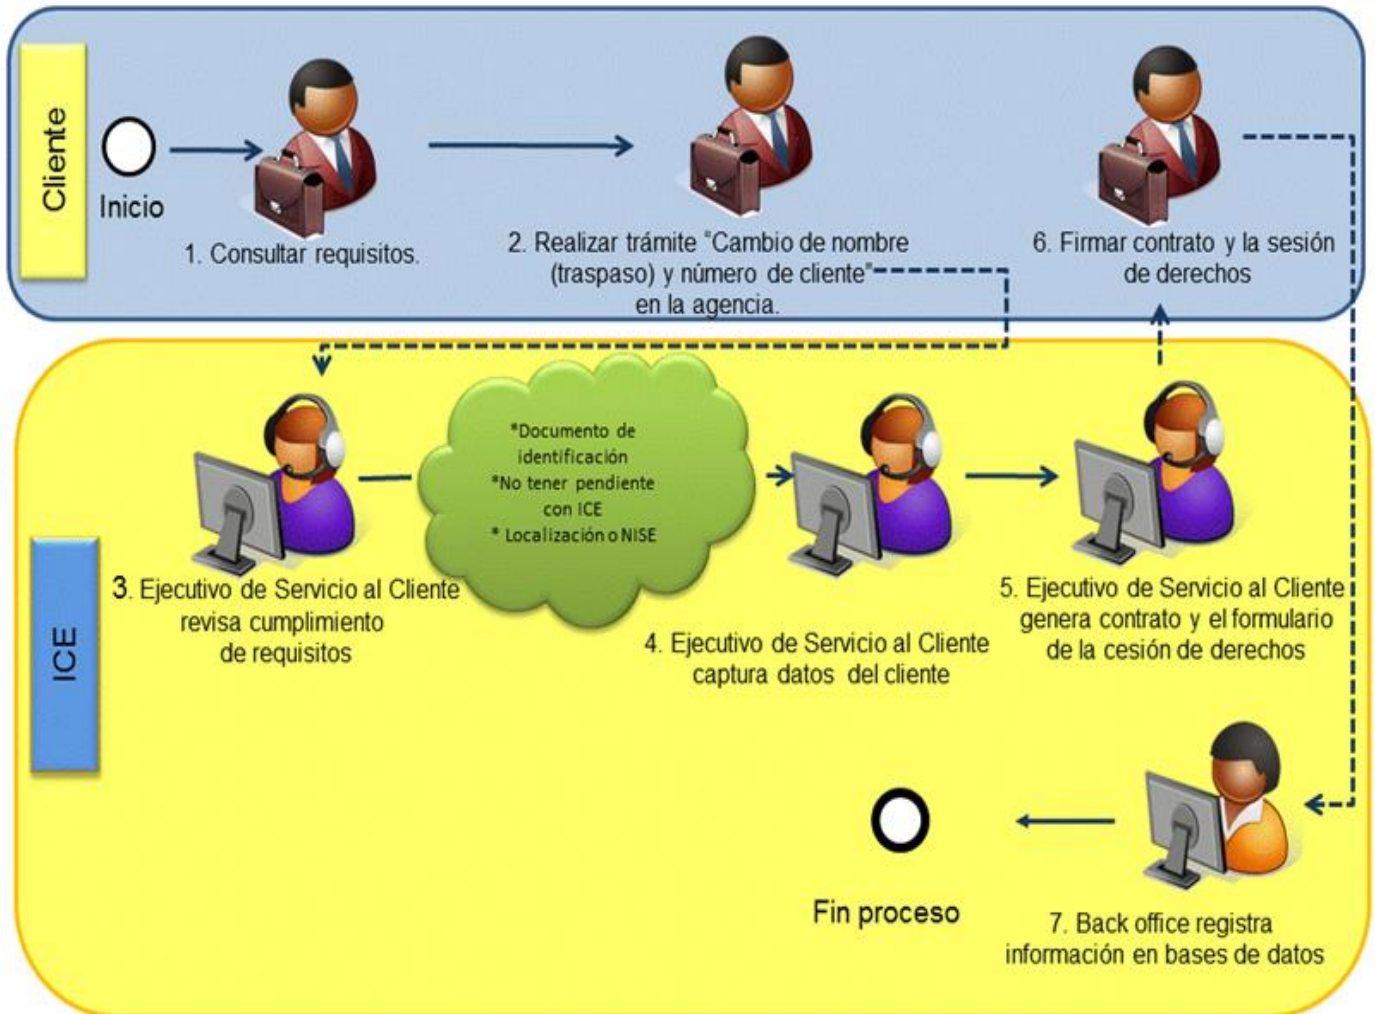 Cliente
Inicio
1. Consultar requisitos.
2. Realizar trámite "Cambio de nombre
(traspaso) y número de cliente"
en la agencia.
6. Firmar contrato y la sesión
de derechos
ICE
3. Ejecutivo de Servicio al Cliente
revisa cumplimiento
de requisitos
*Documento de
identificación
*No tener pendiente
con ICE
* Localización o NISE
4. Ejecutivo de Servicio al Cliente
captura datos del cliente
5. Ejecutivo de Servicio al Cliente
genera contrato y el formulario
de la cesión de derechos
7. Back office registra
información en bases de datos
Fin proceso